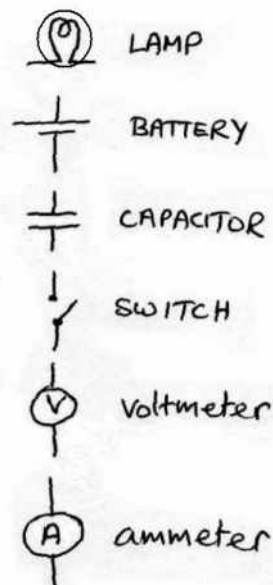 LAMP
BATTERY
CAPACITOR
SWITCH
V voltmeter
A ammeter